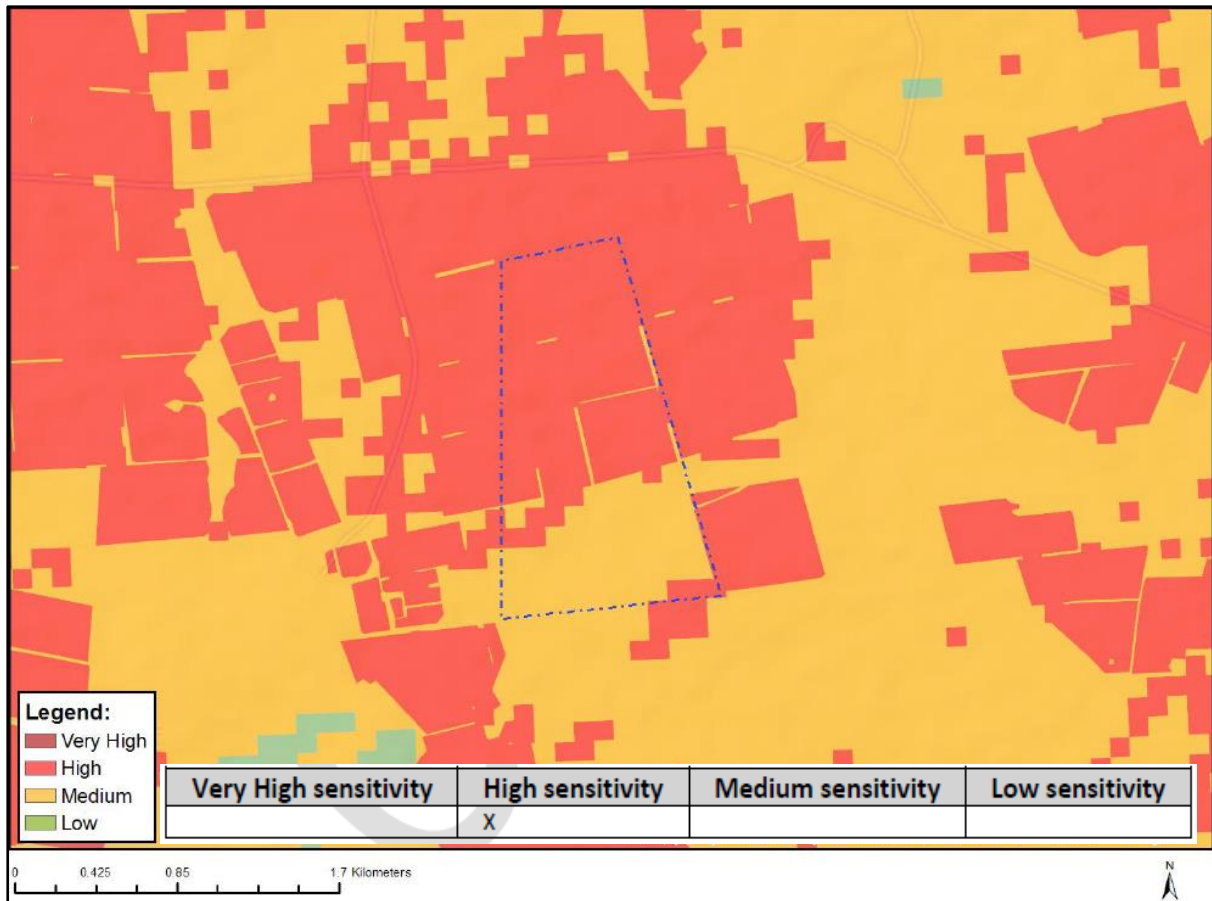 Legend:
Very High
High
Medium
Low
Very High sensitivity High sensitivity Medium sensitivity Low sensitivity
X
0 0.425 0.85 1.7 Kilometers
N